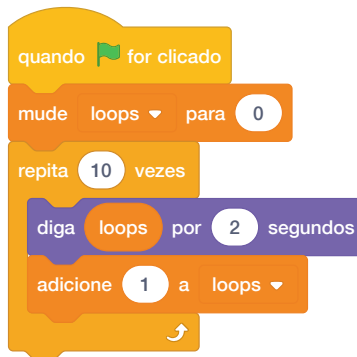 quando for clicado
mude loops para 0
repita 10 vezes
diga loops por 2 segundos
adicione 1 a loops